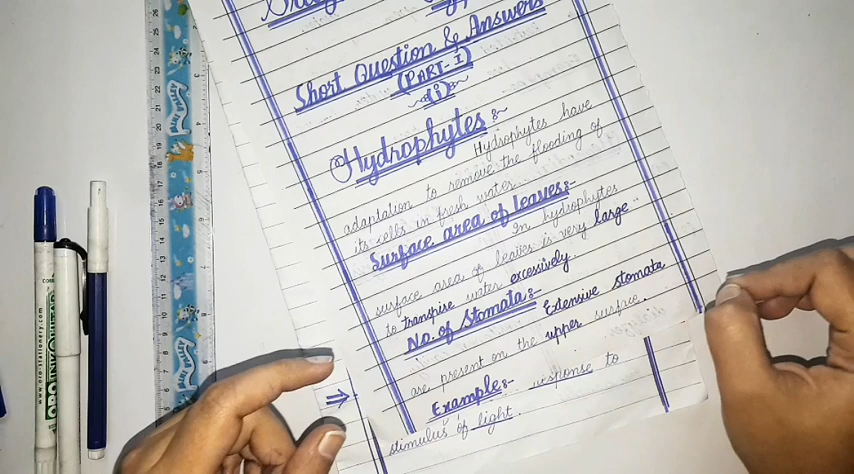 Short Question & Answers
(PART-I)
(i)
Hydrophytes:-
Hydrophytes have
adaptation to remove the flooding of
its cells in fresh water.
Surface area of leaves:-
In hydrophytes
surface area of leaves is very large
to transpire water excessively.
No. of Stomata:-
Extensive stomata
are present on the upper surface.
Example:-
response to
stimulus of light.